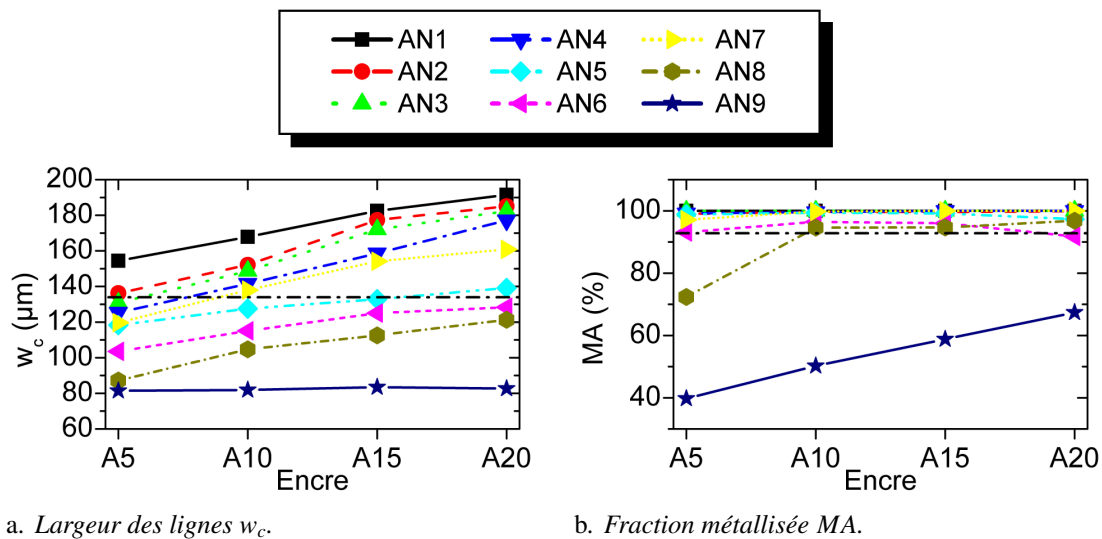 AN1 AN4 AN7
AN2 AN5 AN8
AN3 AN6 AN9
200
180
160
140
120
100
80
60
w_c (µm)
A5 A10 A15 A20
Encre
100
80
60
40
MA (%)
A5 A10 A15 A20
Encre
a. Largeur des lignes w_c.
b. Fraction métallisée MA.